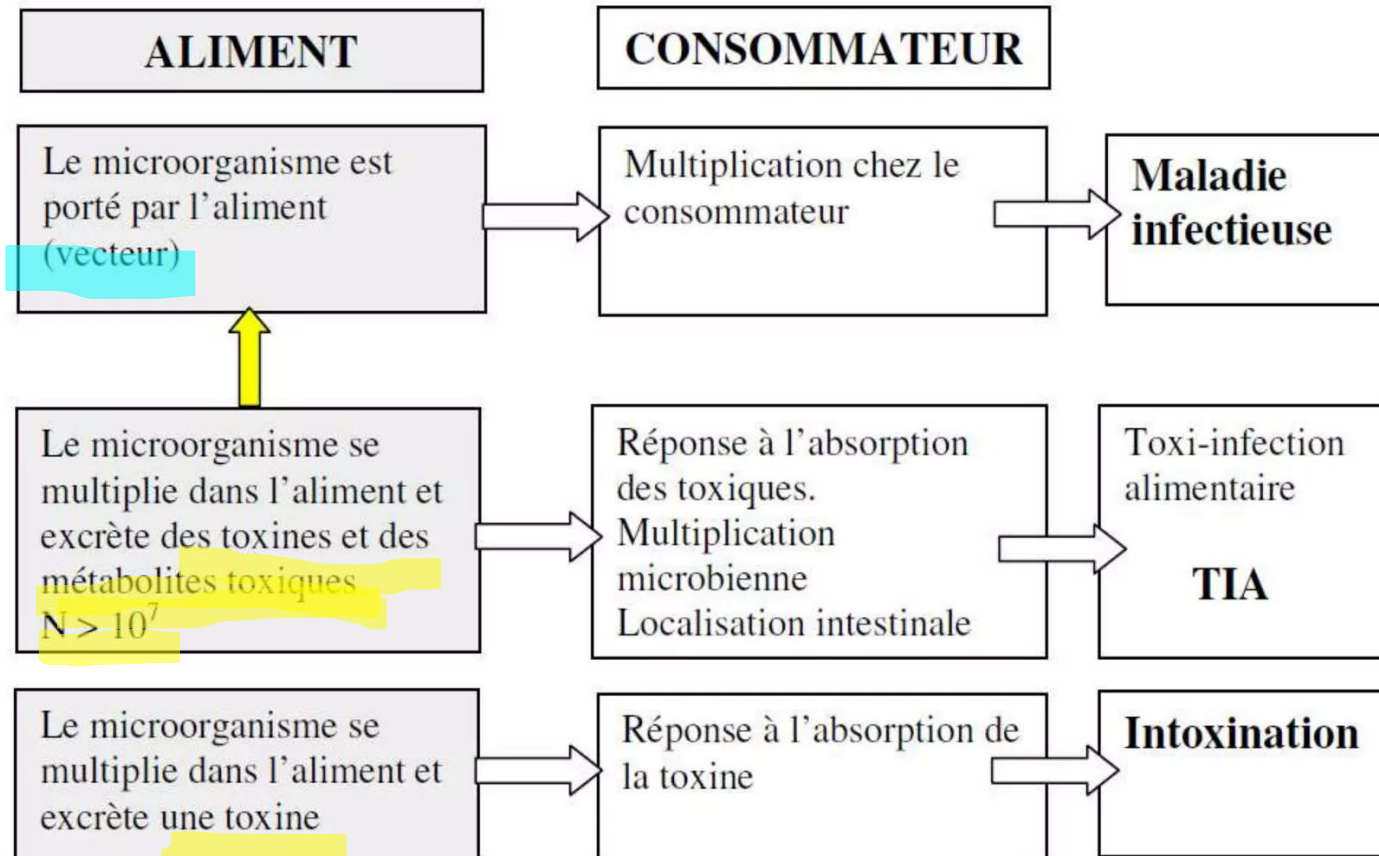 ALIMENT
CONSOMMATEUR
Le microorganisme est
porté par l'aliment
(vecteur)
Multiplication chez le
consommateur
Maladie
infectieuse
Le microorganisme se
multiplie dans l'aliment et
excrète des toxines et des
métabolites toxiques
N > 10⁷
Réponse à l'absorption
des toxiques.
Multiplication
microbienne
Localisation intestinale
Toxi-infection
alimentaire
TIA
Le microorganisme se
multiplie dans l'aliment et
excrète une toxine
Réponse à l'absorption de
la toxine
Intoxination